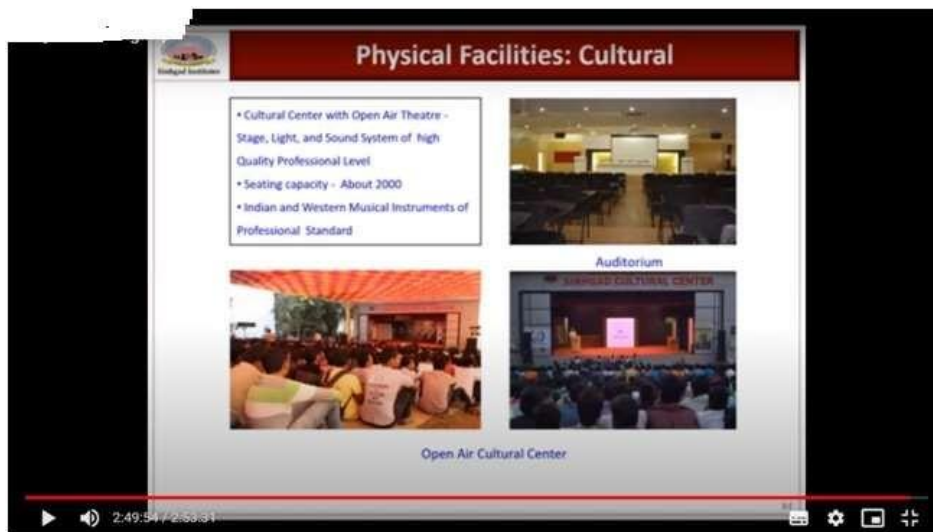 Sinhgad Institutes
Physical Facilities: Cultural
• Cultural Center with Open Air Theatre -
Stage, Light, and Sound System of high
Quality Professional Level
• Seating capacity - About 2000
• Indian and Western Musical Instruments of
Professional Standard
Auditorium
SINHGAD CULTURAL CENTER
Open Air Cultural Center
2:49:54 / 2:53:31